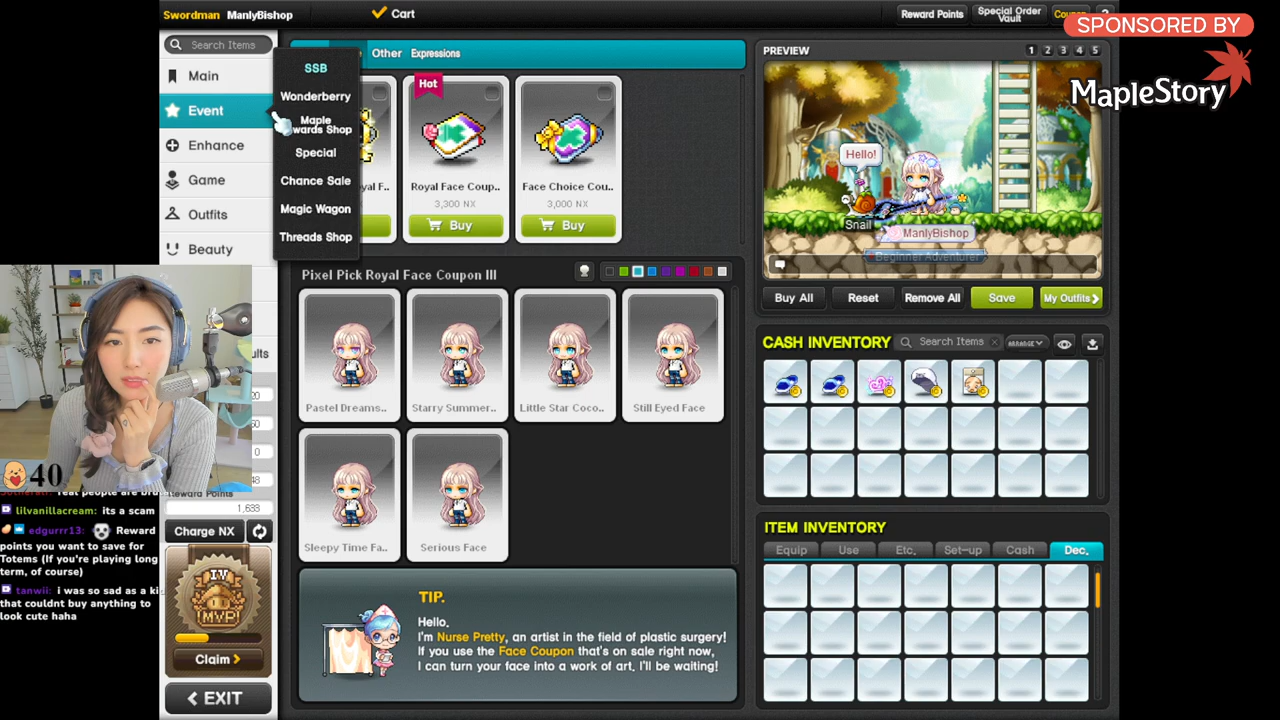 Swordman ManlyBishop
Cart
Reward Points
Special Order
Vault
SPONSORED BY
MapleStory
Search Items
Main
Event
Enhance
Game
Outfits
Beauty
SSB
Wonderberry
Maple
wards Shop
Special
Chance Sale
Magic Wagon
Threads Shop
Other Expressions
Hot
Royal Face Coup..
3,300 NX
Buy
Face Choice Cou..
3,000 NX
Buy
PREVIEW
1 2 3 4 5
Hello!
Snail
ManlyBishop
Beginner Adventurer
Buy All
Reset
Remove All
Save
My Outfits
Pixel Pick Royal Face Coupon III
Pastel Dreams..
Starry Summer..
Little Star Coco..
Still Eyed Face
Sleepy Time Fa..
Serious Face
CASH INVENTORY
Search Items
ARRANGE
ITEM INVENTORY
Equip
Use
Etc.
Set-up
Cash
Dec.
40
Reward Points
1,633
Charge NX
lilvanillacream: its a scam
edgurrr13: Reward
points you want to save for
Totems (If you're playing long
term, of course)
tanwii: i was so sad as a kid
that couldnt buy anything to
look cute haha
IV
MVP
Claim
EXIT
TIP.
Hello.
I'm Nurse Pretty, an artist in the field of plastic surgery!
If you use the Face Coupon that's on sale right now,
I can turn your face into a work of art. I'll be waiting!